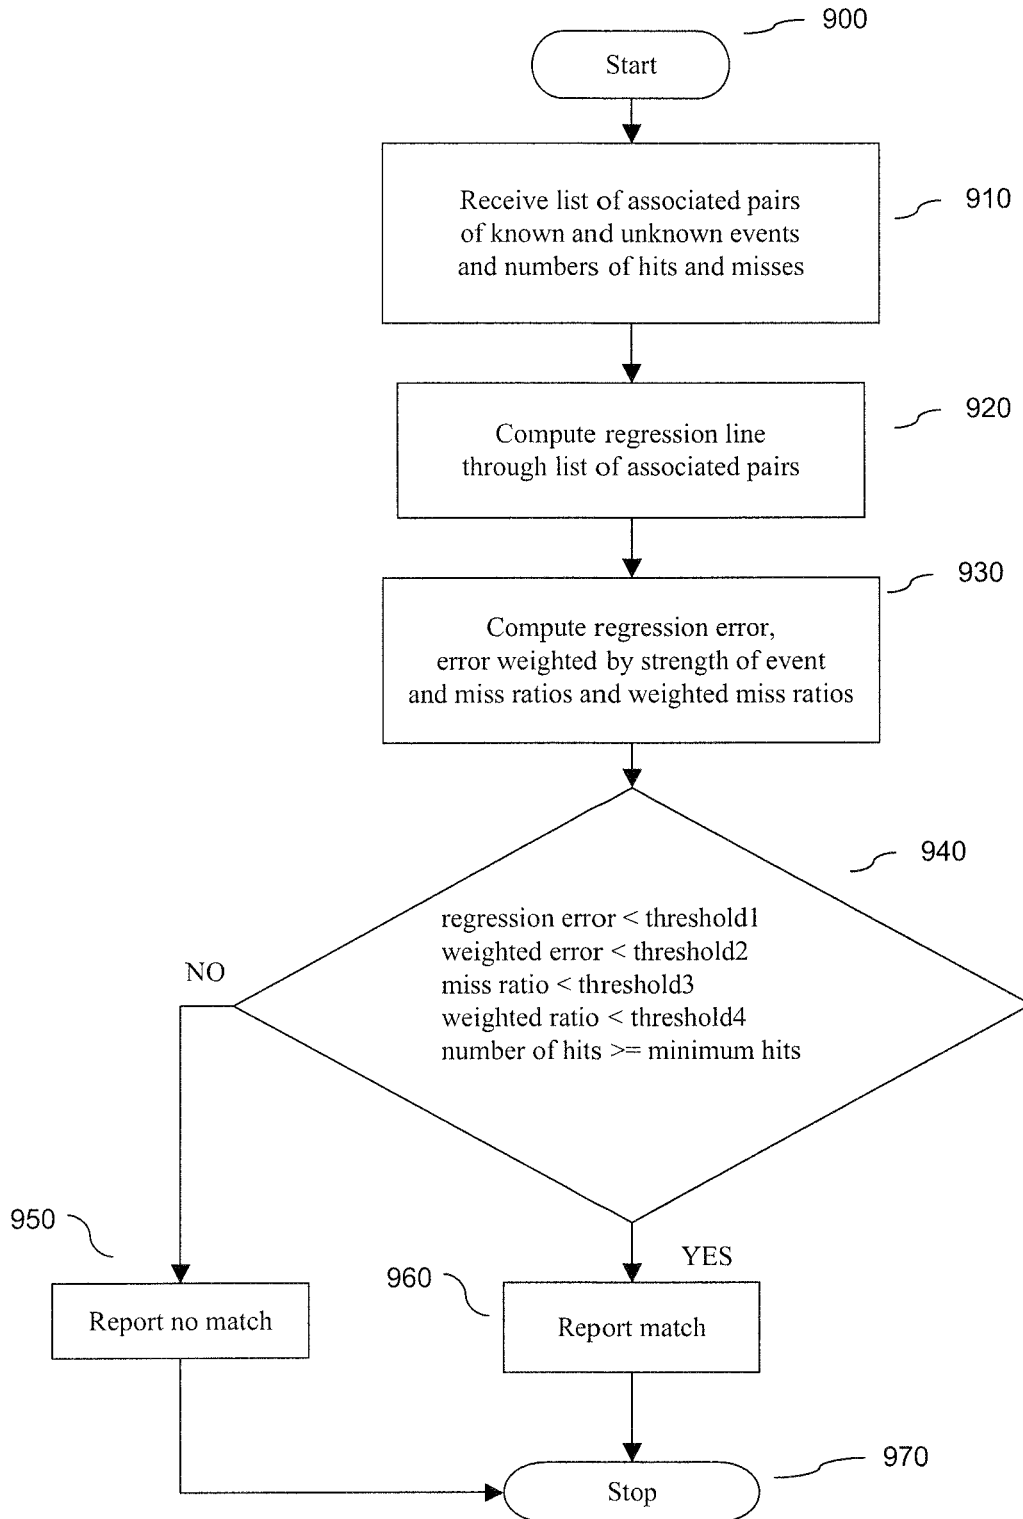 900
Start
910
Receive list of associated pairs
of known and unknown events
and numbers of hits and misses
920
Compute regression line
through list of associated pairs
930
Compute regression error,
error weighted by strength of event
and miss ratios and weighted miss ratios
940
regression error < threshold1
weighted error < threshold2
miss ratio < threshold3
weighted ratio < threshold4
number of hits >= minimum hits
NO
YES
950
Report no match
960
Report match
970
Stop